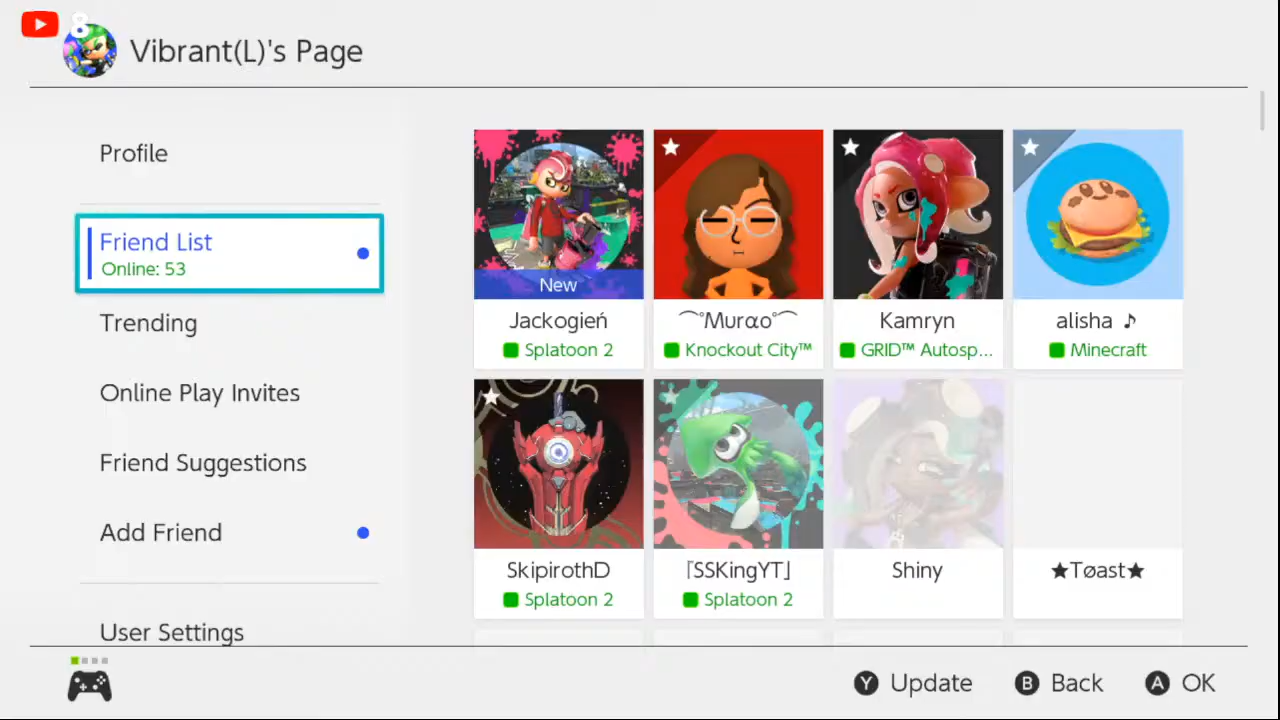 8
Vibrant(L)'s Page
Profile
Friend List
Online: 53
Trending
Online Play Invites
Friend Suggestions
Add Friend
User Settings
New
Jackogień
Splatoon 2
⌒°Murαo°⌒
Knockout City™
Kamryn
GRID™ Autosp...
alisha ♪
Minecraft
SkipirothD
Splatoon 2
『SSKingYT』
Splatoon 2
Shiny
★Tøast★
Y Update
B Back
A OK